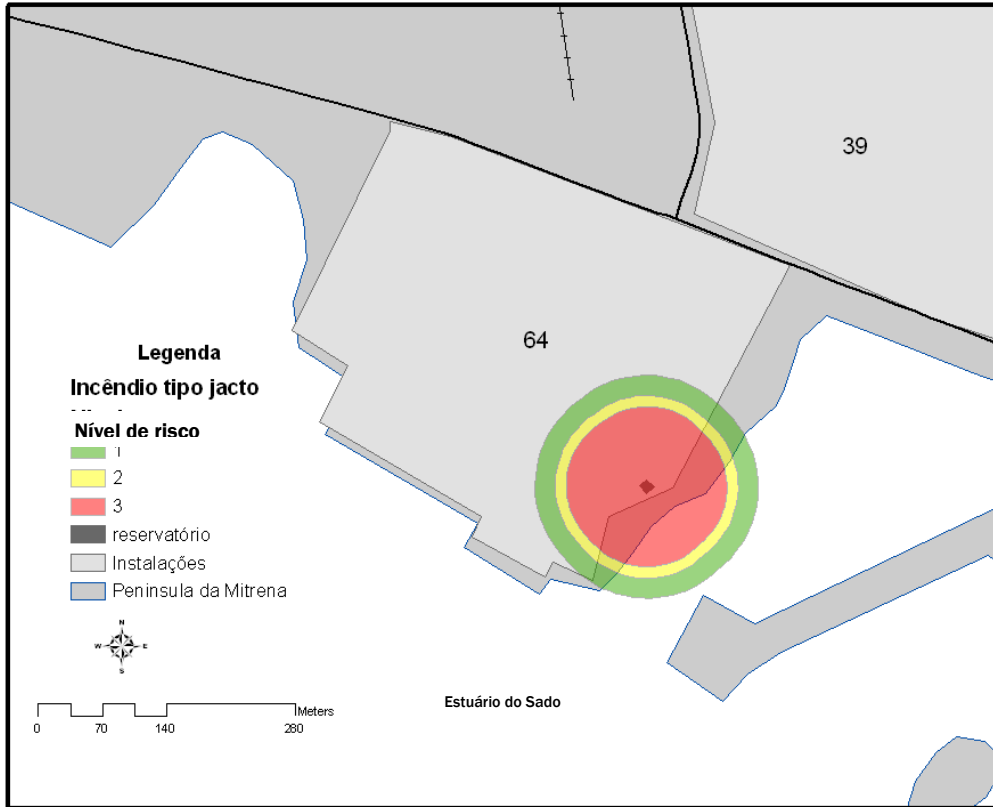 39
64
Legenda
Incêndio tipo jacto
Nível de risco
1
2
3
reservatório
Instalações
Peninsula da Mitrena
N
W E
S
Meters
0 70 140 280
Estuário do Sado